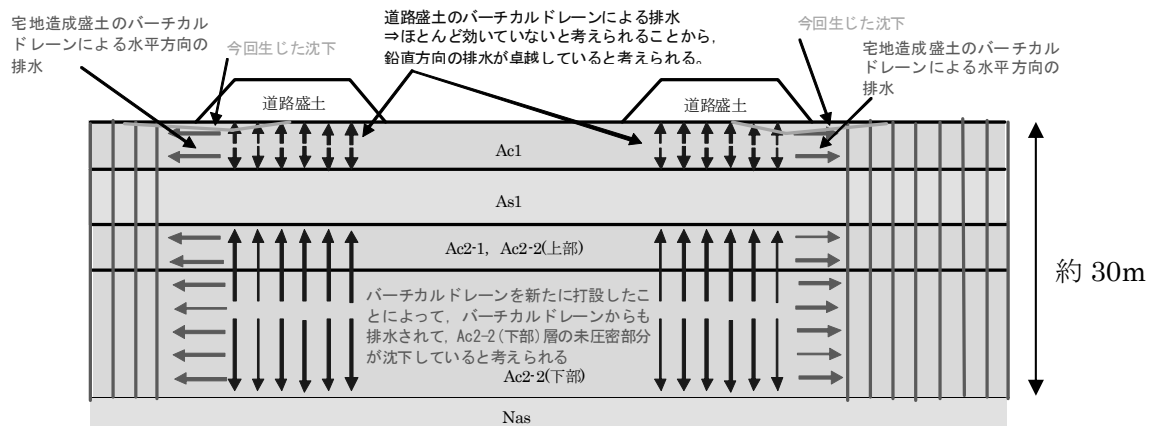 宅地造成盛土のバーチカル
ドレーンによる水平方向の
排水
今回生じた沈下
道路盛土のバーチカルドレーンによる排水
⇒ほとんど効いていないと考えられることから,
鉛直方向の排水が卓越していると考えられる。
今回生じた沈下
宅地造成盛土のバーチカル
ドレーンによる水平方向の
排水
道路盛土
道路盛土
Ac1
As1
Ac2-1, Ac2-2(上部)
約 30m
バーチカルドレーンを新たに打設したこ
とによって, バーチカルドレーンからも
排水されて, Ac2-2(下部)層の未圧密部分
が沈下していると考えられる
Ac2-2(下部)
Nas